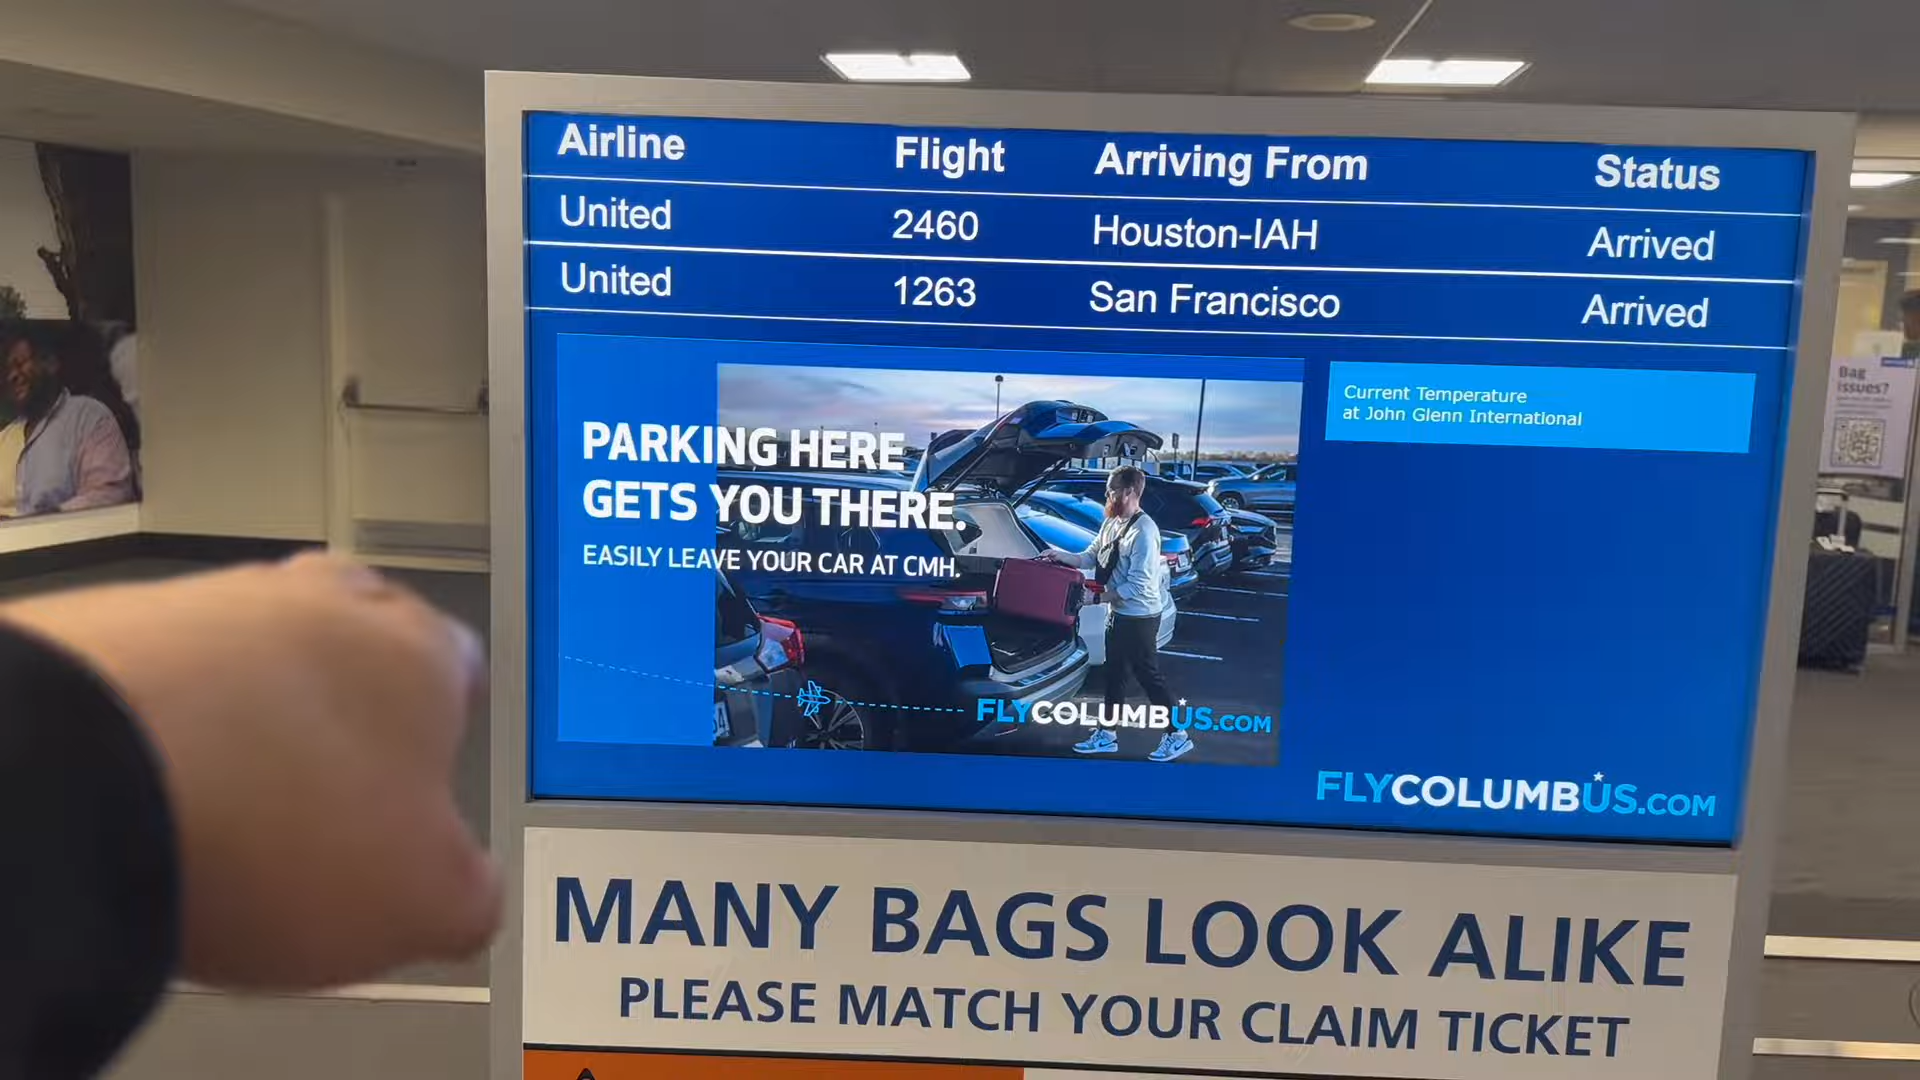 Airline Flight Arriving From Status
United 2460 Houston-IAH Arrived
United 1263 San Francisco Arrived
PARKING HERE
GETS YOU THERE.
EASILY LEAVE YOUR CAR AT CMH.
FLYCOLUMBUS.COM
Current Temperature
at John Glenn International
FLYCOLUMBUS.COM
MANY BAGS LOOK ALIKE
PLEASE MATCH YOUR CLAIM TICKET
Bag
issues?